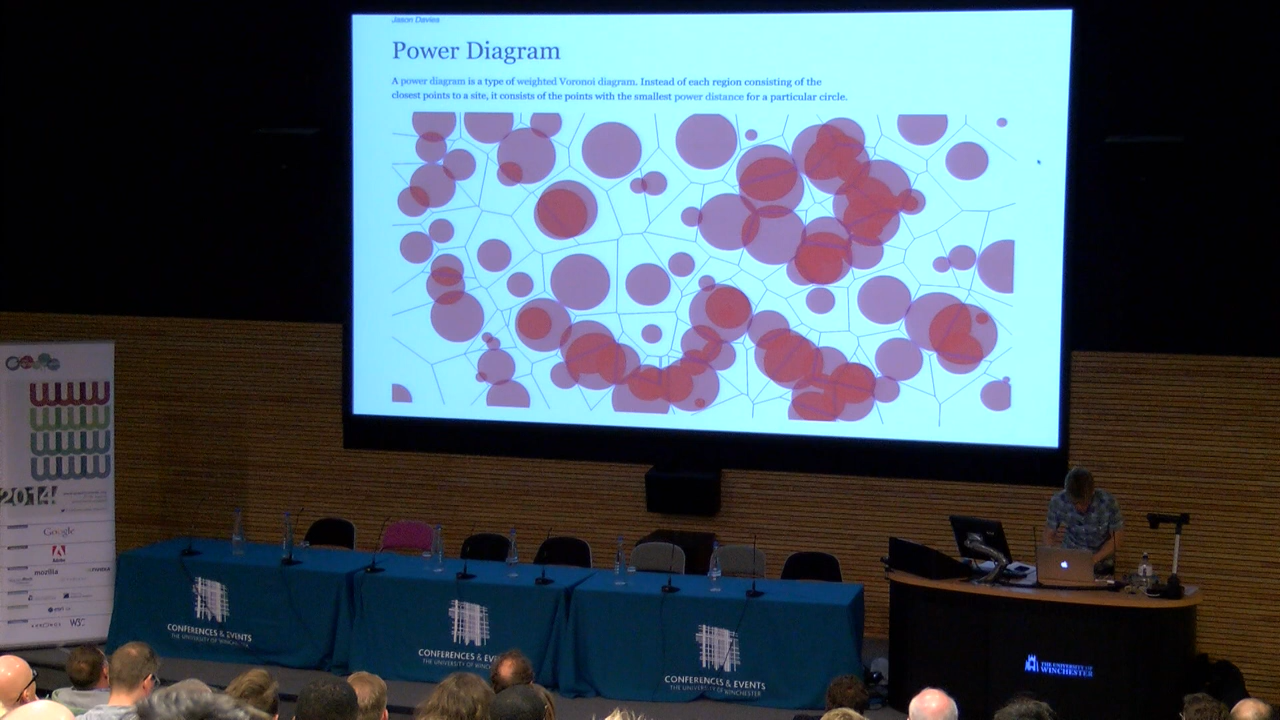 Jason Davies
Power Diagram
A power diagram is a type of weighted Voronoi diagram. Instead of each region consisting of the
closest points to a site, it consists of the points with the smallest power distance for a particular circle.
2014
Google
Adobe
mozilla
CONFERENCES & EVENTS
THE UNIVERSITY OF WINCHESTER
CONFERENCES & EVE
THE UNIVERSITY OF WINC
CONFERENCES & EVENTS
THE UNIVERSITY OF WINCHESTER
THE UNIVERSITY OF
WINCHESTER